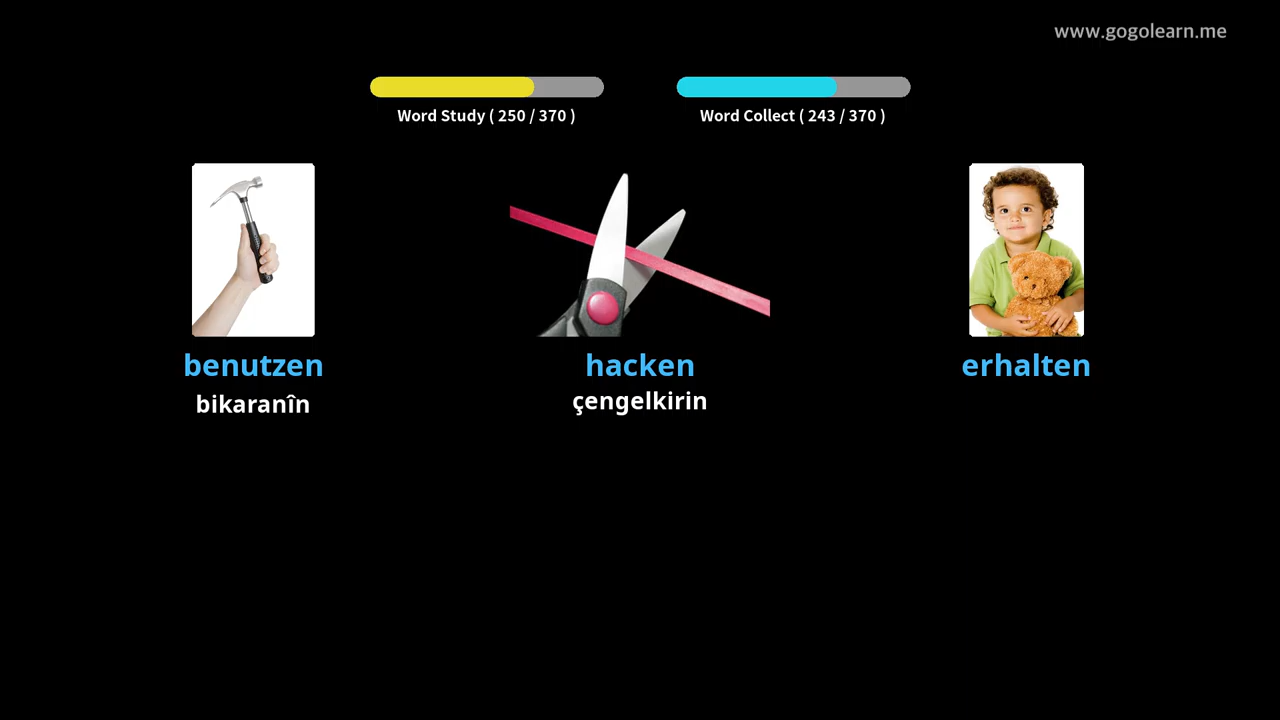 www.gogolearn.me
Word Study ( 250 / 370 )
Word Collect ( 243 / 370 )
benutzen
bikaranîn
hacken
çengelkirin
erhalten